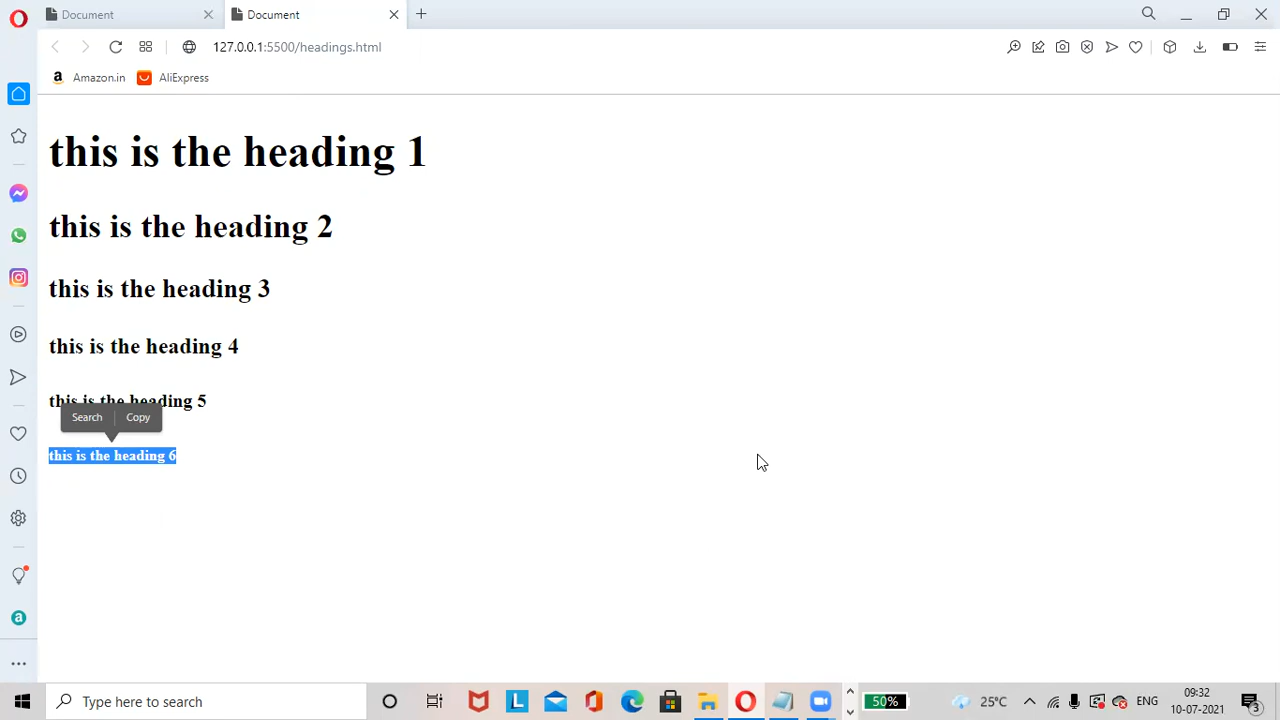 Document
Document
127.0.0.1:5500/headings.html
Amazon.in
AliExpress
this is the heading 1
this is the heading 2
this is the heading 3
this is the heading 4
this is the heading 5
Search
Copy
this is the heading 6
Type here to search
50%
25°C
ENG
09:32
10-07-2021
3